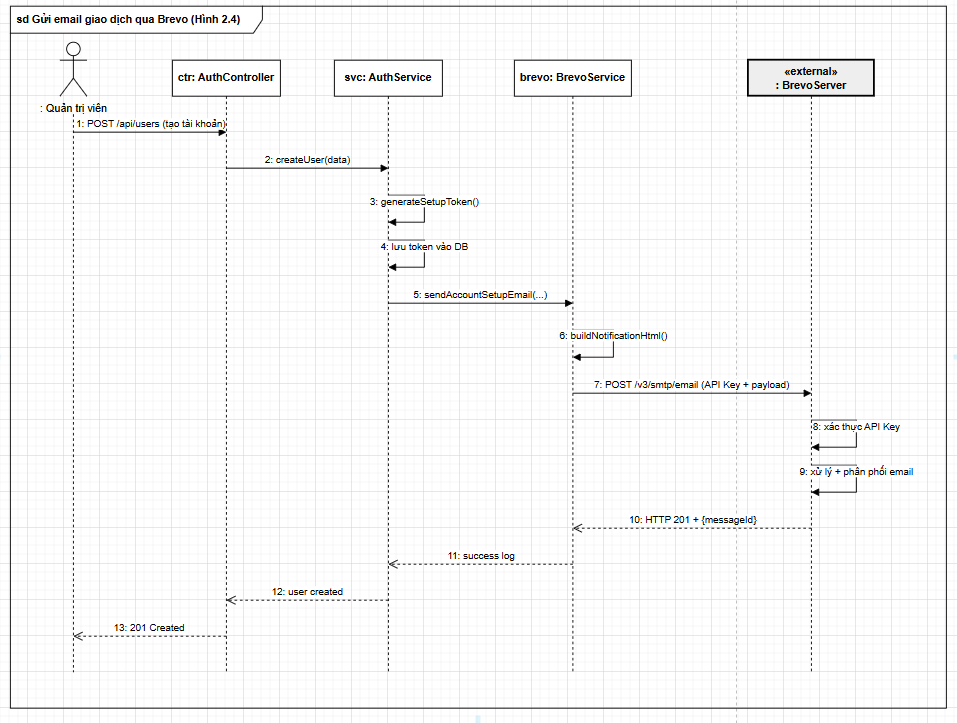 sd Gửi email giao dịch qua Brevo (Hình 2.4)
ctr: AuthController
svc: AuthService
brevo: BrevoService
«external»
: BrevoServer
: Quản trị viên
1: POST /api/users (tạo tài khoản)
2: createUser(data)
3: generateSetupToken()
4: lưu token vào DB
5: sendAccountSetupEmail(...)
6: buildNotificationHtml()
7: POST /v3/smtp/email (API Key + payload)
8: xác thực API Key
9: xử lý + phân phối email
10: HTTP 201 + {messageId}
11: success log
12: user created
13: 201 Created